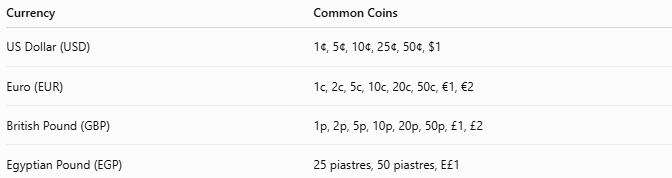 Currency Common Coins
US Dollar (USD) 1¢, 5¢, 10¢, 25¢, 50¢, $1
Euro (EUR) 1c, 2c, 5c, 10c, 20c, 50c, €1, €2
British Pound (GBP) 1p, 2p, 5p, 10p, 20p, 50p, £1, £2
Egyptian Pound (EGP) 25 piastres, 50 piastres, E£1